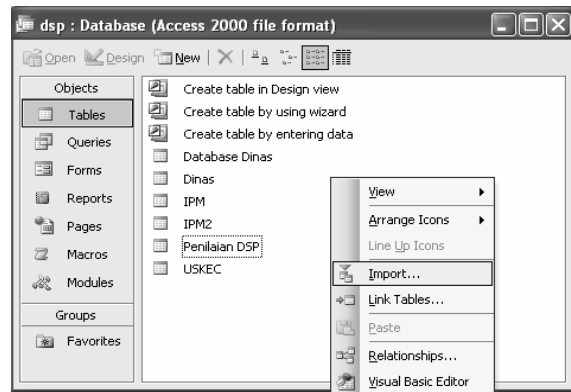 dsp : Database (Access 2000 file format)
Open Design New
Objects
Tables
Queries
Forms
Reports
Pages
Macros
Modules
Groups
Favorites
Create table in Design view
Create table by using wizard
Create table by entering data
Database Dinas
Dinas
IPM
IPM2
Penilaian DSP
USKEC
View
Arrange Icons
Line Up Icons
Import...
Link Tables...
Paste
Relationships...
Visual Basic Editor